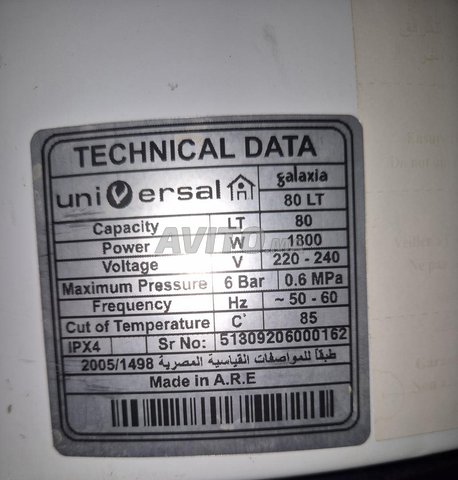 TECHNICAL DATA
universal galaxia
80 LT
Capacity LT 80
Power W 1800
Voltage V 220 - 240
Maximum Pressure 6 Bar 0.6 MPa
Frequency Hz ~ 50 - 60
Cut of Temperature C° 85
IPX4 Sr No: 51309206000162
طبقاً للمواصفات القياسية المصرية 2005/1498
Made in A.R.E
AVITO.ma